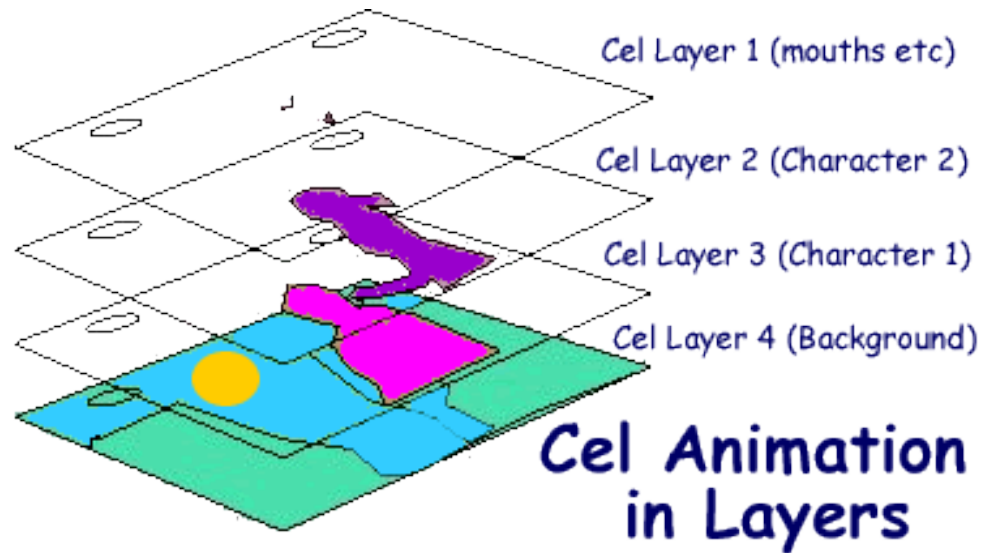 Cel Layer 1 (mouths etc)
Cel Layer 2 (Character 2)
Cel Layer 3 (Character 1)
Cel Layer 4 (Background)
Cel Animation
in Layers